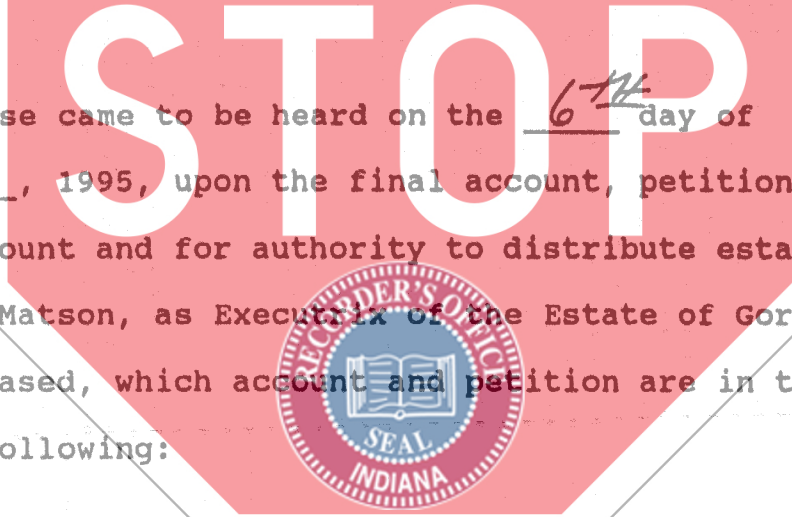 STOP
se came to be heard on the 6TH day of
_, 1995, upon the final account, petition
ount and for authority to distribute esta
Matson, as Executrix of the Estate of Gor
ased, which account and petition are in t
ollowing:
RECORDER'S OFFICE
SEAL
INDIANA